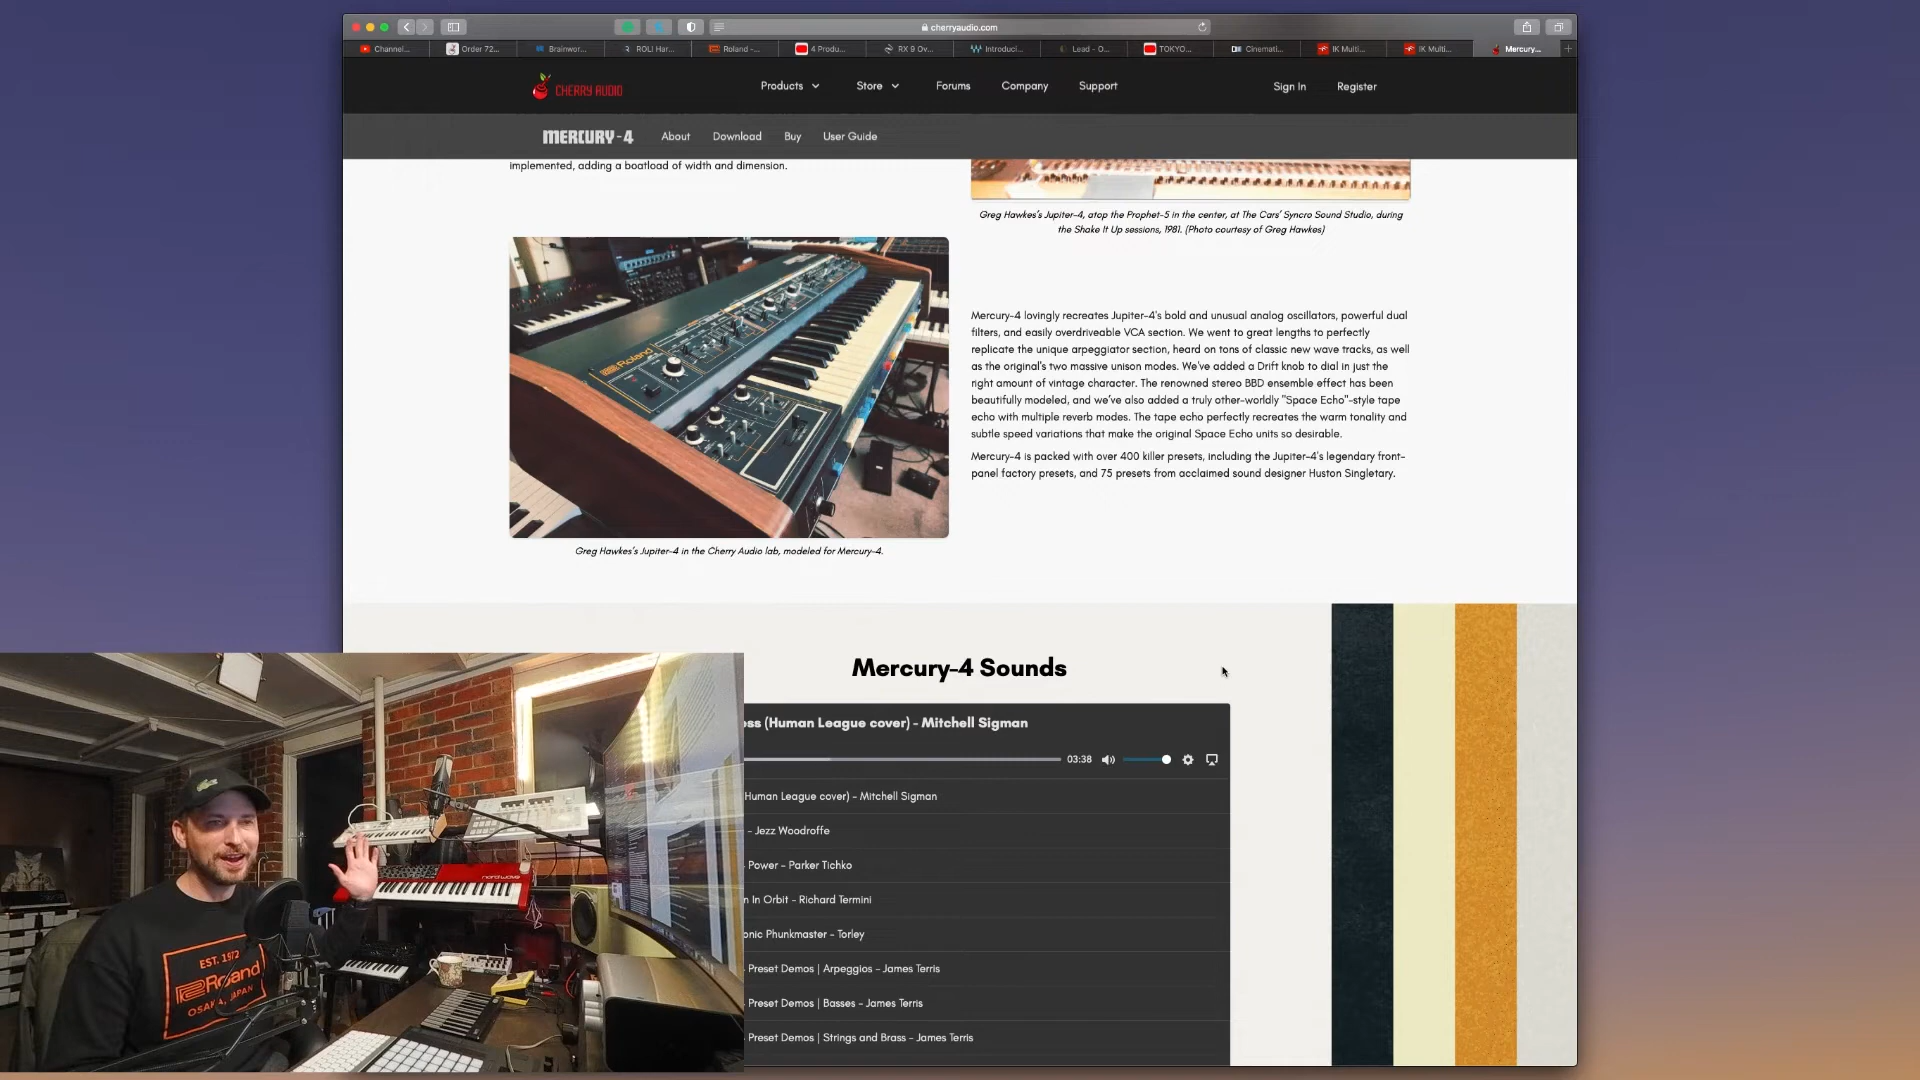 cherryaudio.com
Channel...
Order 72...
Brainwor...
ROLI Har...
Roland -...
4 Produ...
RX 9 Ov...
Introduci...
Lead - O...
TOKYO...
Cinemati...
IK Multi...
IK Multi...
Mercury...
CHERRY AUDIO
Products
Store
Forums
Company
Support
Sign In
Register
MERCURY-4
About
Download
Buy
User Guide
implemented, adding a boatload of width and dimension.
Greg Hawkes's Jupiter-4, atop the Prophet-5 in the center, at The Cars' Syncro Sound Studio, during
the Shake It Up sessions, 1981. (Photo courtesy of Greg Hawkes)
Roland
Greg Hawkes's Jupiter-4 in the Cherry Audio lab, modeled for Mercury-4.
Mercury-4 lovingly recreates Jupiter-4's bold and unusual analog oscillators, powerful dual
filters, and easily overdriveable VCA section. We went to great lengths to perfectly
replicate the unique arpeggiator section, heard on tons of classic new wave tracks, as well
as the original's two massive unison modes. We've added a Drift knob to dial in just the
right amount of vintage character. The renowned stereo BBD ensemble effect has been
beautifully modeled, and we've also added a truly other-worldly "Space Echo"-style tape
echo with multiple reverb modes. The tape echo perfectly recreates the warm tonality and
subtle speed variations that make the original Space Echo units so desirable.
Mercury-4 is packed with over 400 killer presets, including the Jupiter-4's legendary front-
panel factory presets, and 75 presets from acclaimed sound designer Huston Singletary.
Mercury-4 Sounds
ess (Human League cover) - Mitchell Sigman
03:38
Human League cover) - Mitchell Sigman
- Jezz Woodroffe
Power - Parker Tichko
n In Orbit - Richard Termini
onic Phunkmaster - Torley
Preset Demos | Arpeggios - James Terris
Preset Demos | Basses - James Terris
Preset Demos | Strings and Brass - James Terris
nord wave
EST. 1972
Roland
OSAKA, JAPAN